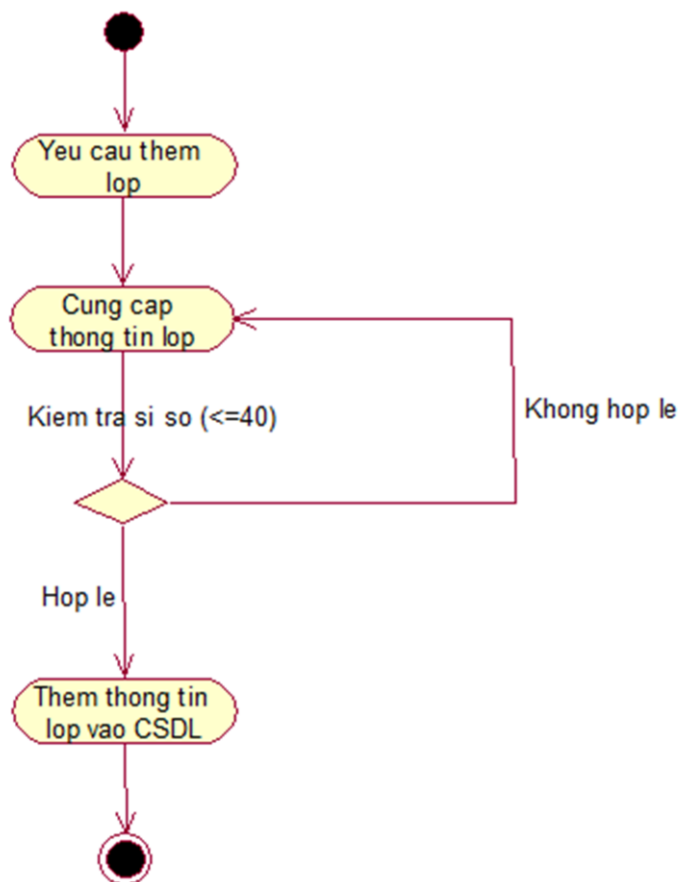 Yeu cau them
lop
Cung cap
thong tin lop
Kiem tra si so (<=40)
Khong hop le
Hop le
Them thong tin
lop vao CSDL